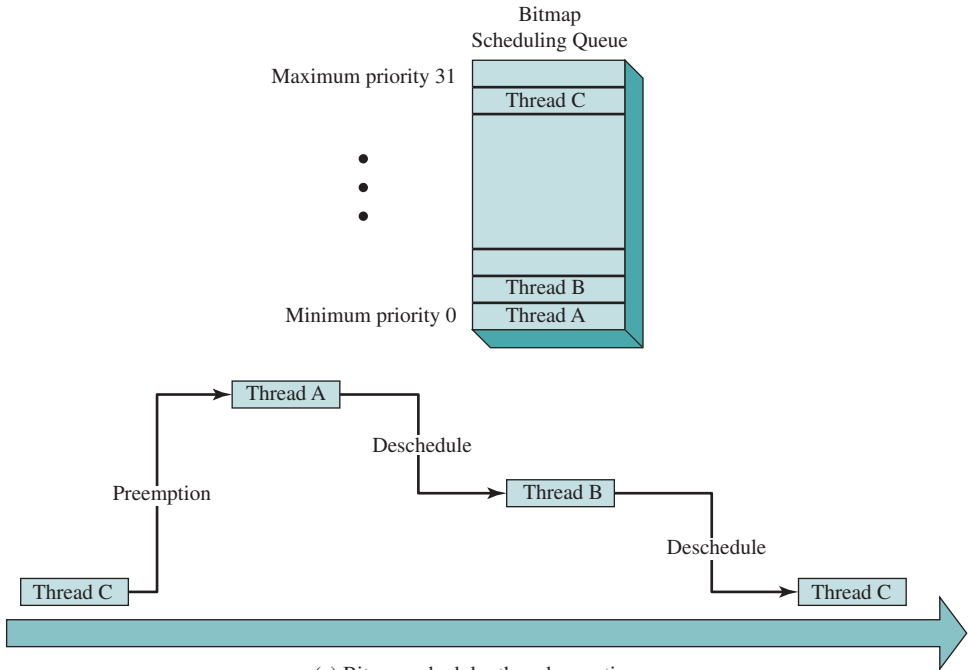 Bitmap
Scheduling Queue
Maximum priority 31
Thread C
Thread B
Minimum priority 0
Thread A
Thread A
Deschedule
Preemption
Thread B
Deschedule
Thread C
Thread C